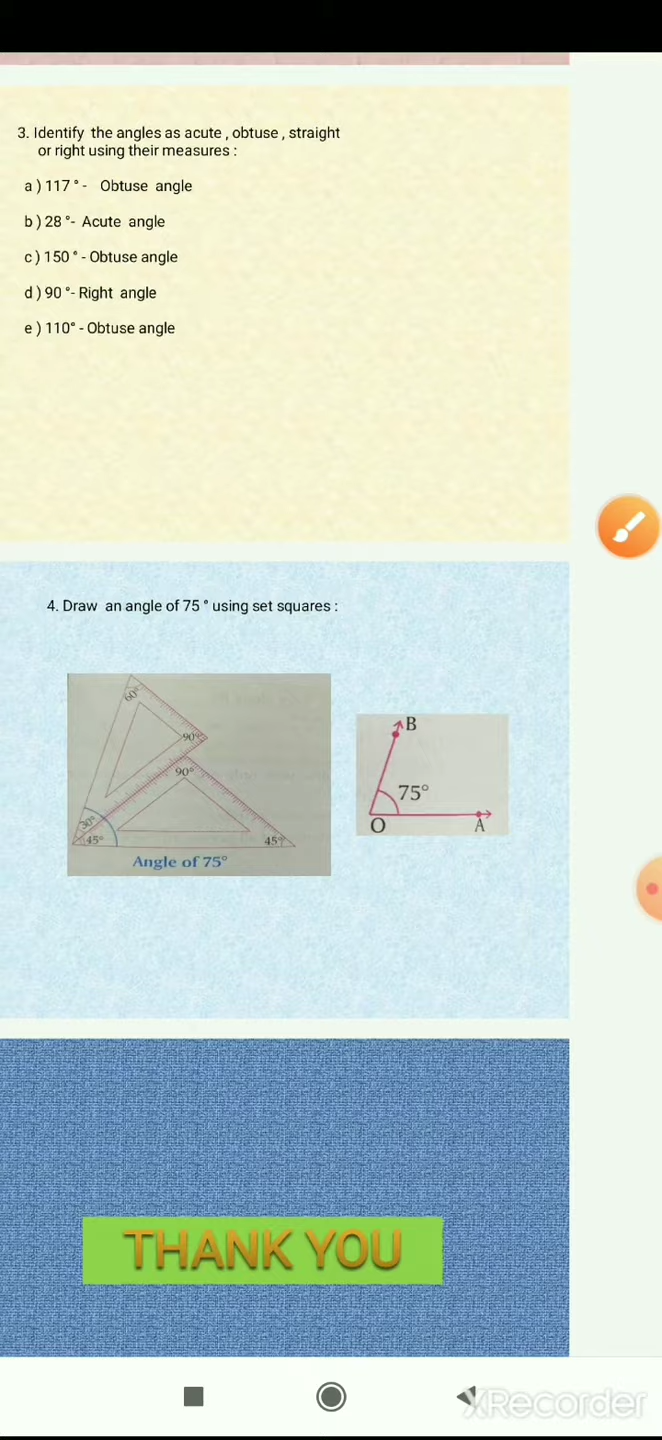 3. Identify the angles as acute , obtuse , straight
or right using their measures :
a ) 117 ° - Obtuse angle
b ) 28 °- Acute angle
c ) 150 ° - Obtuse angle
d ) 90 °- Right angle
e ) 110° - Obtuse angle
4. Draw an angle of 75 ° using set squares :
60°
90°
90°
30°
45°
45°
Angle of 75°
B
75°
O
A
THANK YOU
XRecorder